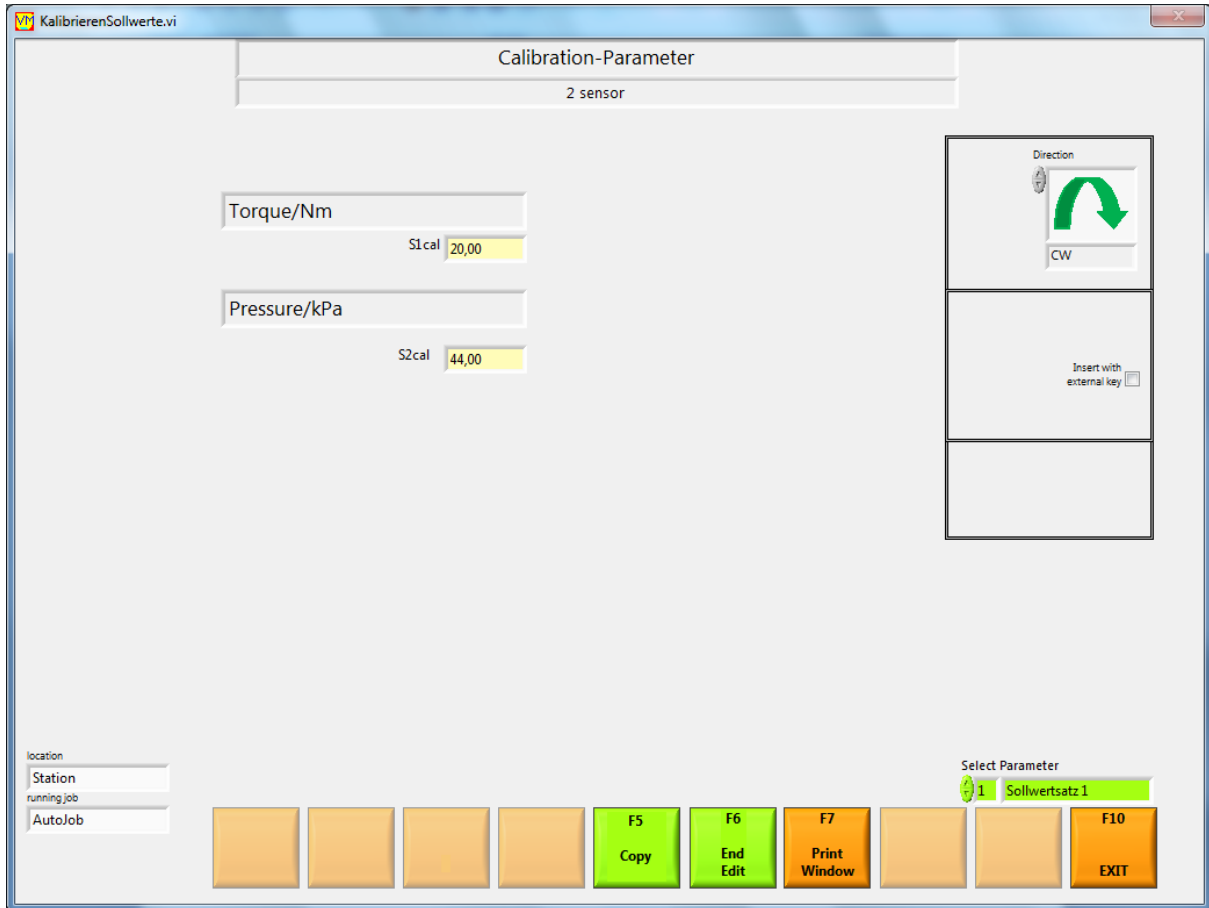 VM KalibrierenSollwerte.vi
x
Calibration-Parameter
2 sensor
Direction
CW
Torque/Nm
S1cal 20,00
Pressure/kPa
S2cal 44,00
Insert with
external key
location
Station
running job
AutoJob
Select Parameter
1 Sollwertsatz 1
F5
Copy
F6
End
Edit
F7
Print
Window
F10
EXIT